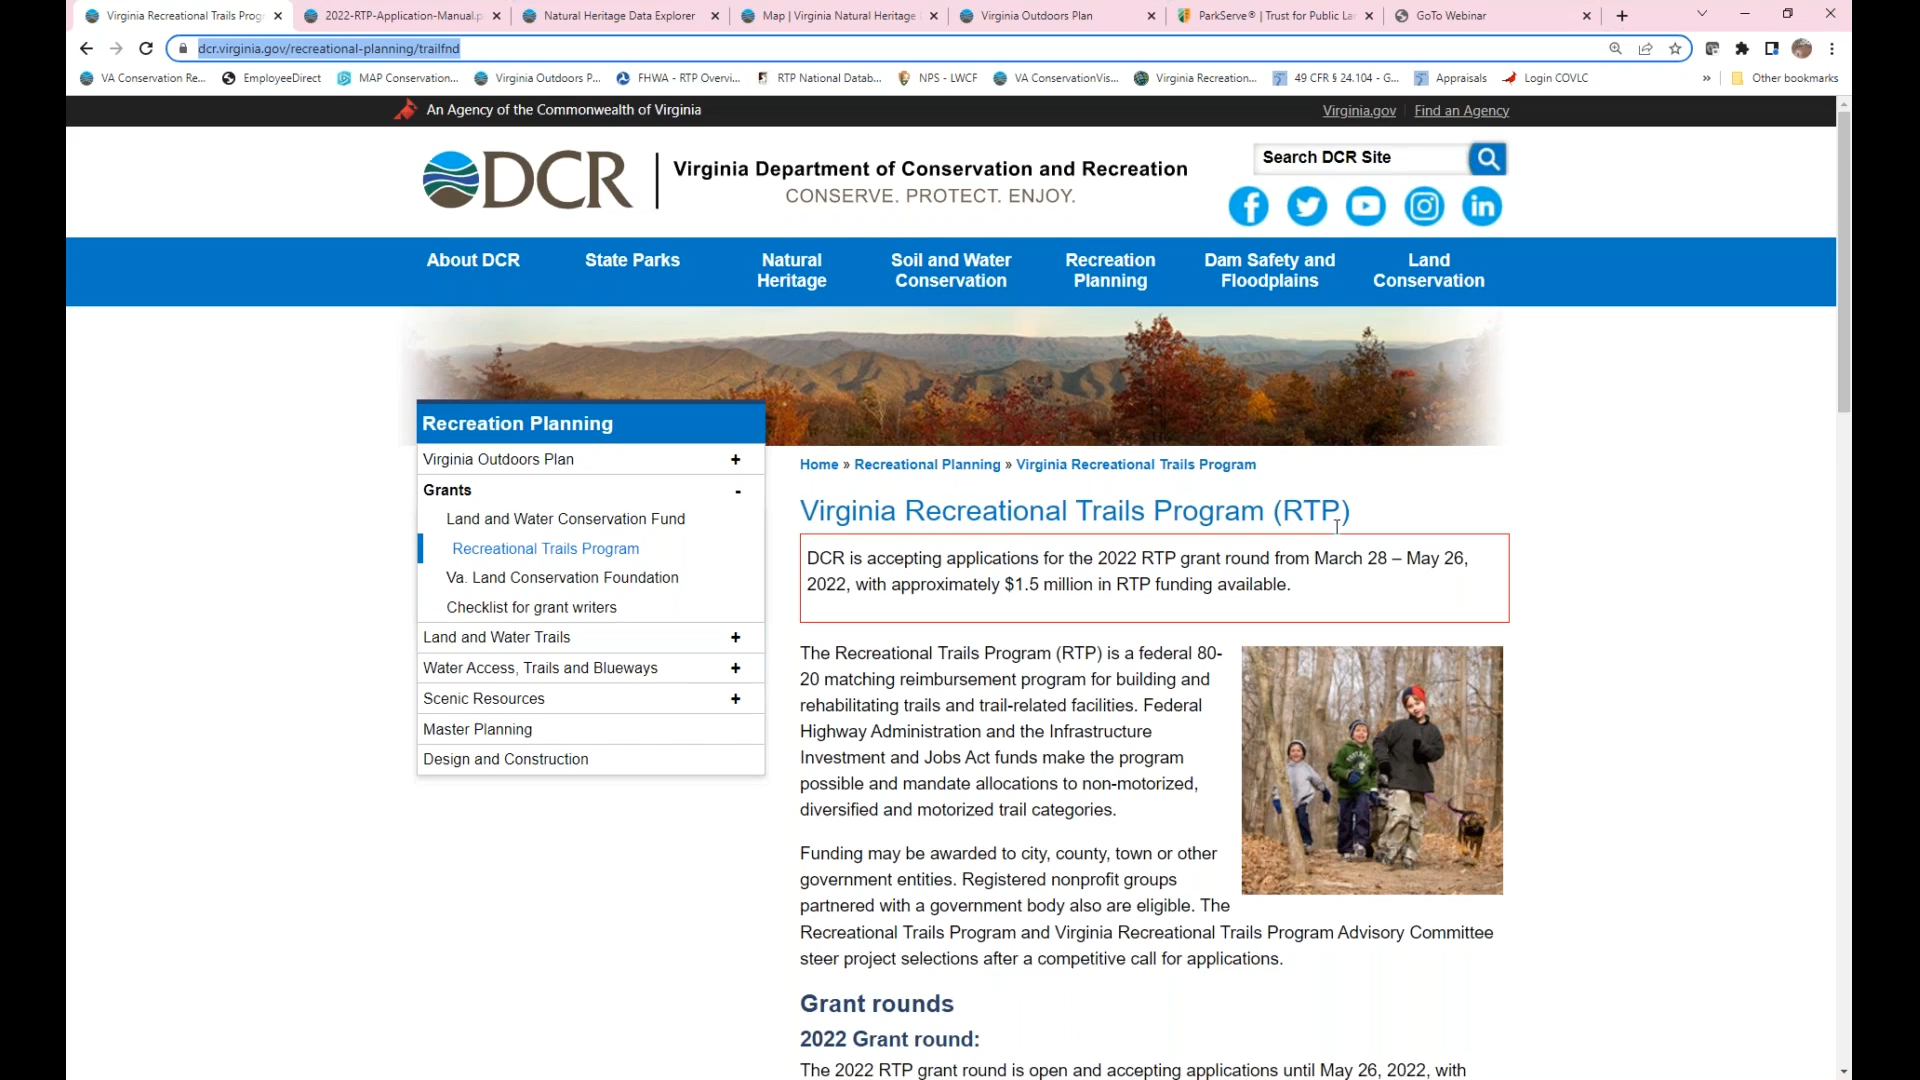 Virginia Recreational Trails Prog
2022-RTP-Application-Manual.p
Natural Heritage Data Explorer
Map | Virginia Natural Heritage
Virginia Outdoors Plan
ParkServe® | Trust for Public La
GoTo Webinar
dcr.virginia.gov/recreational-planning/trailfnd
VA Conservation Re...
EmployeeDirect
MAP Conservation...
Virginia Outdoors P...
FHWA - RTP Overvi...
RTP National Datab...
NPS - LWCF
VA ConservationVis...
Virginia Recreation...
49 CFR § 24.104 - G...
Appraisals
Login COVLC
»
Other bookmarks
An Agency of the Commonwealth of Virginia
Virginia.gov
Find an Agency
DCR
Virginia Department of Conservation and Recreation
CONSERVE. PROTECT. ENJOY.
Search DCR Site
About DCR
State Parks
Natural
Heritage
Soil and Water
Conservation
Recreation
Planning
Dam Safety and
Floodplains
Land
Conservation
Recreation Planning
Virginia Outdoors Plan +
Grants -
Land and Water Conservation Fund
Recreational Trails Program
Va. Land Conservation Foundation
Checklist for grant writers
Land and Water Trails +
Water Access, Trails and Blueways +
Scenic Resources +
Master Planning
Design and Construction
Home » Recreational Planning » Virginia Recreational Trails Program
Virginia Recreational Trails Program (RTP)
DCR is accepting applications for the 2022 RTP grant round from March 28 – May 26,
2022, with approximately $1.5 million in RTP funding available.
The Recreational Trails Program (RTP) is a federal 80-
20 matching reimbursement program for building and
rehabilitating trails and trail-related facilities. Federal
Highway Administration and the Infrastructure
Investment and Jobs Act funds make the program
possible and mandate allocations to non-motorized,
diversified and motorized trail categories.
Funding may be awarded to city, county, town or other
government entities. Registered nonprofit groups
partnered with a government body also are eligible. The
Recreational Trails Program and Virginia Recreational Trails Program Advisory Committee
steer project selections after a competitive call for applications.
Grant rounds
2022 Grant round:
The 2022 RTP grant round is open and accepting applications until May 26, 2022, with